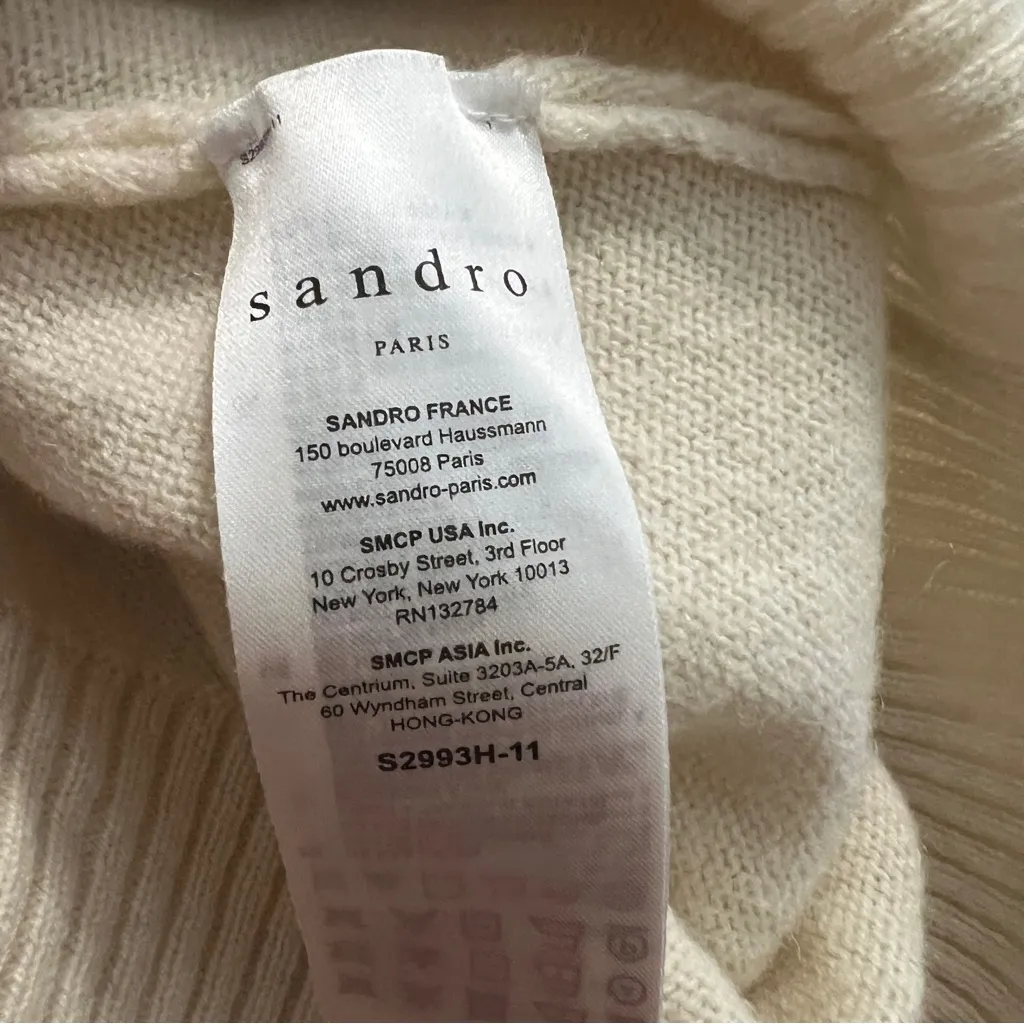 sandro
PARIS
SANDRO FRANCE
150 boulevard Haussmann
75008 Paris
www.sandro-paris.com
SMCP USA Inc.
10 Crosby Street, 3rd Floor
New York, New York 10013
RN132784
SMCP ASIA Inc.
The Centrium, Suite 3203A-5A, 32/F
60 Wyndham Street, Central
HONG-KONG
S2993H-11